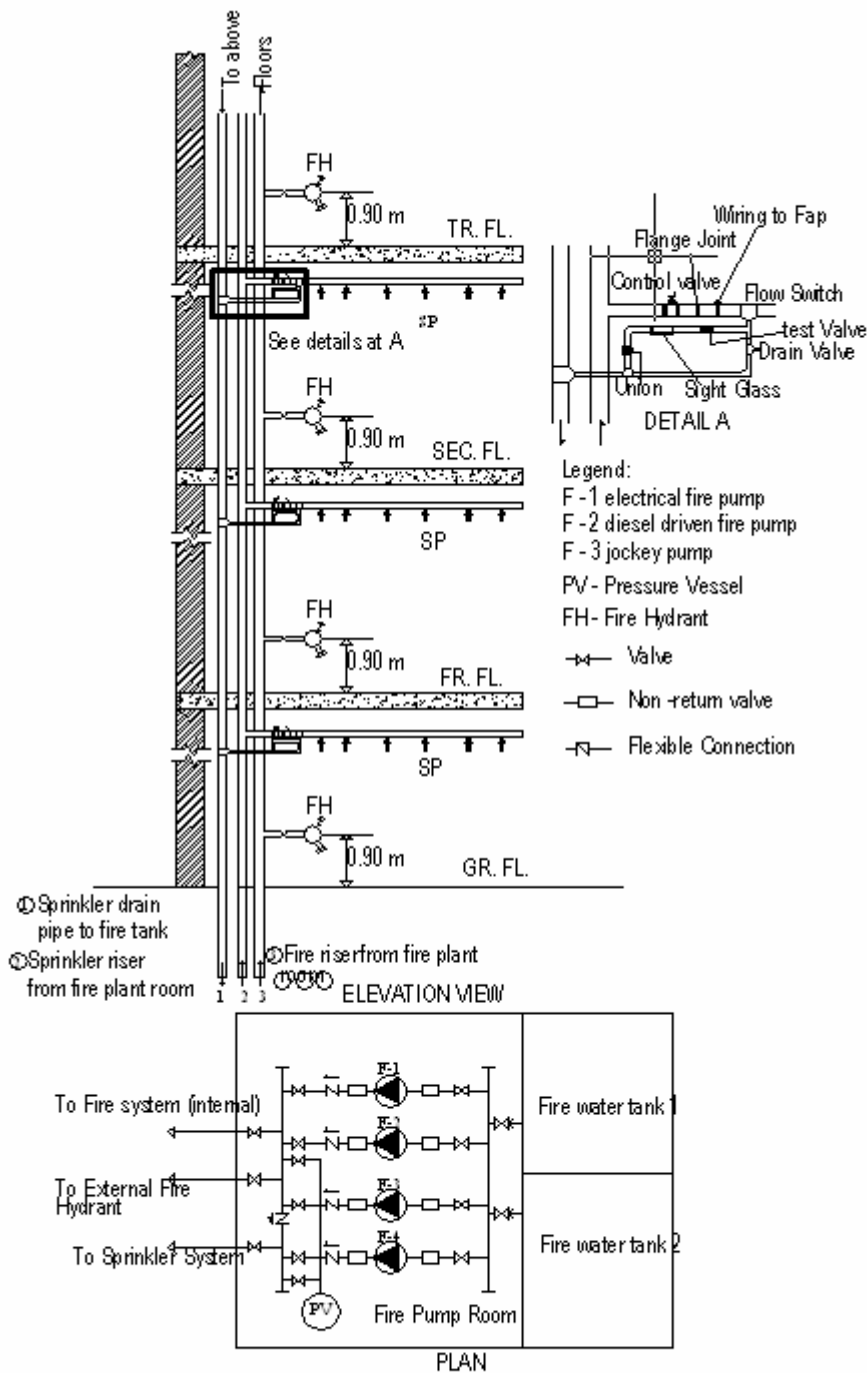 To above
Floors
FH
0.90 m
TR. FL.
See details at A
SP
FH
0.90 m
SEC. FL.
SP
FH
0.90 m
FR. FL.
SP
FH
0.90 m
GR. FL.
Wiring to Fap
Flange Joint
Control valve
Flow Switch
test Valve
Drain Valve
Union
Sight Glass
DETAIL A
Legend:
F - 1 electrical fire pump
F - 2 diesel driven fire pump
F - 3 jockey pump
PV - Pressure Vessel
FH - Fire Hydrant
Valve
Non -return valve
Flexible Connection
① Sprinkler drain
pipe to fire tank
② Sprinkler riser
from fire plant room
③ Fire riser from fire plant
room
1 2 3
ELEVATION VIEW
F-1
F-2
F-3
F-4
To Fire system (internal)
To External Fire
Hydrant
To Sprinkler System
PV
Fire Pump Room
Fire water tank 1
Fire water tank 2
PLAN